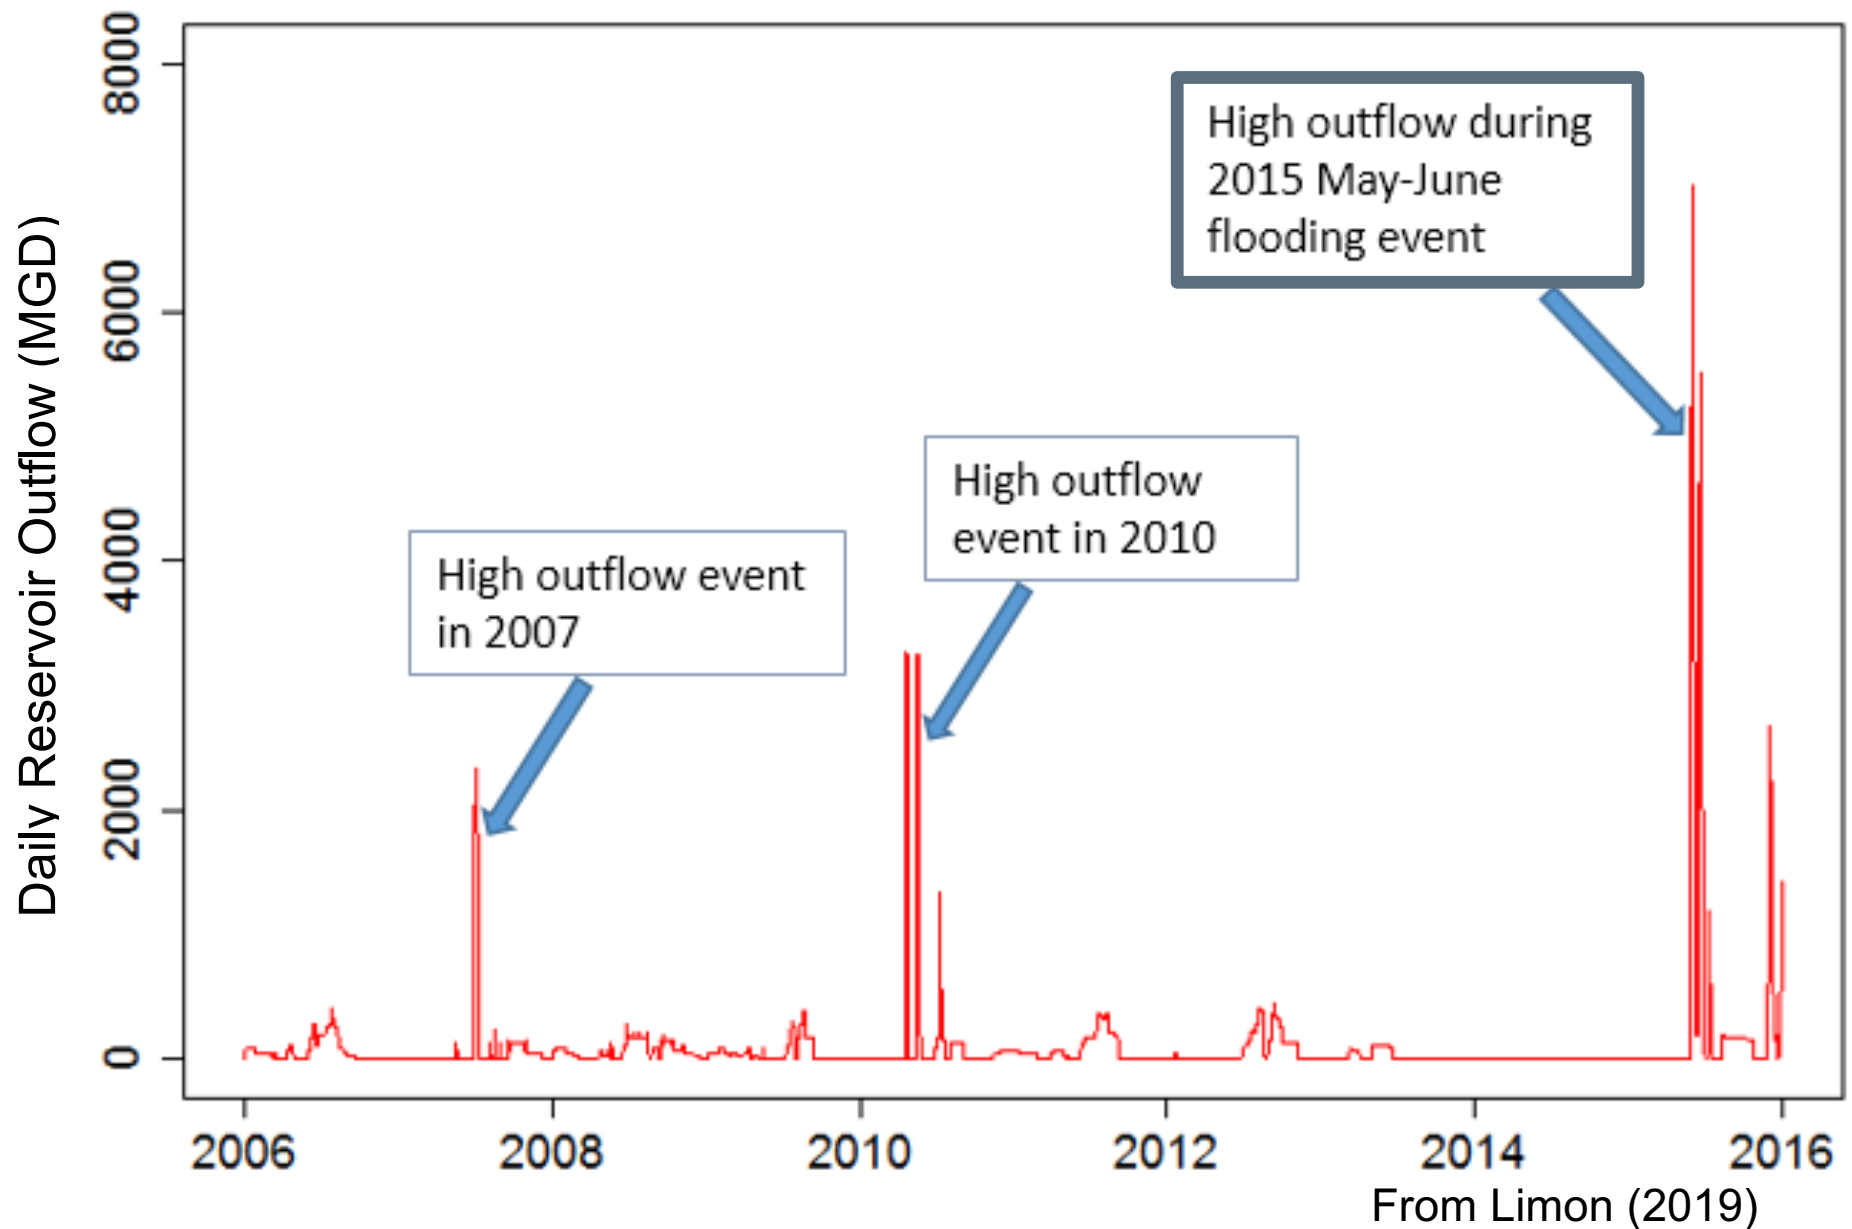 Daily Reservoir Outflow (MGD)
8000
6000
4000
2000
0
High outflow during
2015 May-June
flooding event
High outflow
event in 2010
High outflow event
in 2007
2006 2008 2010 2012 2014 2016
From Limon (2019)